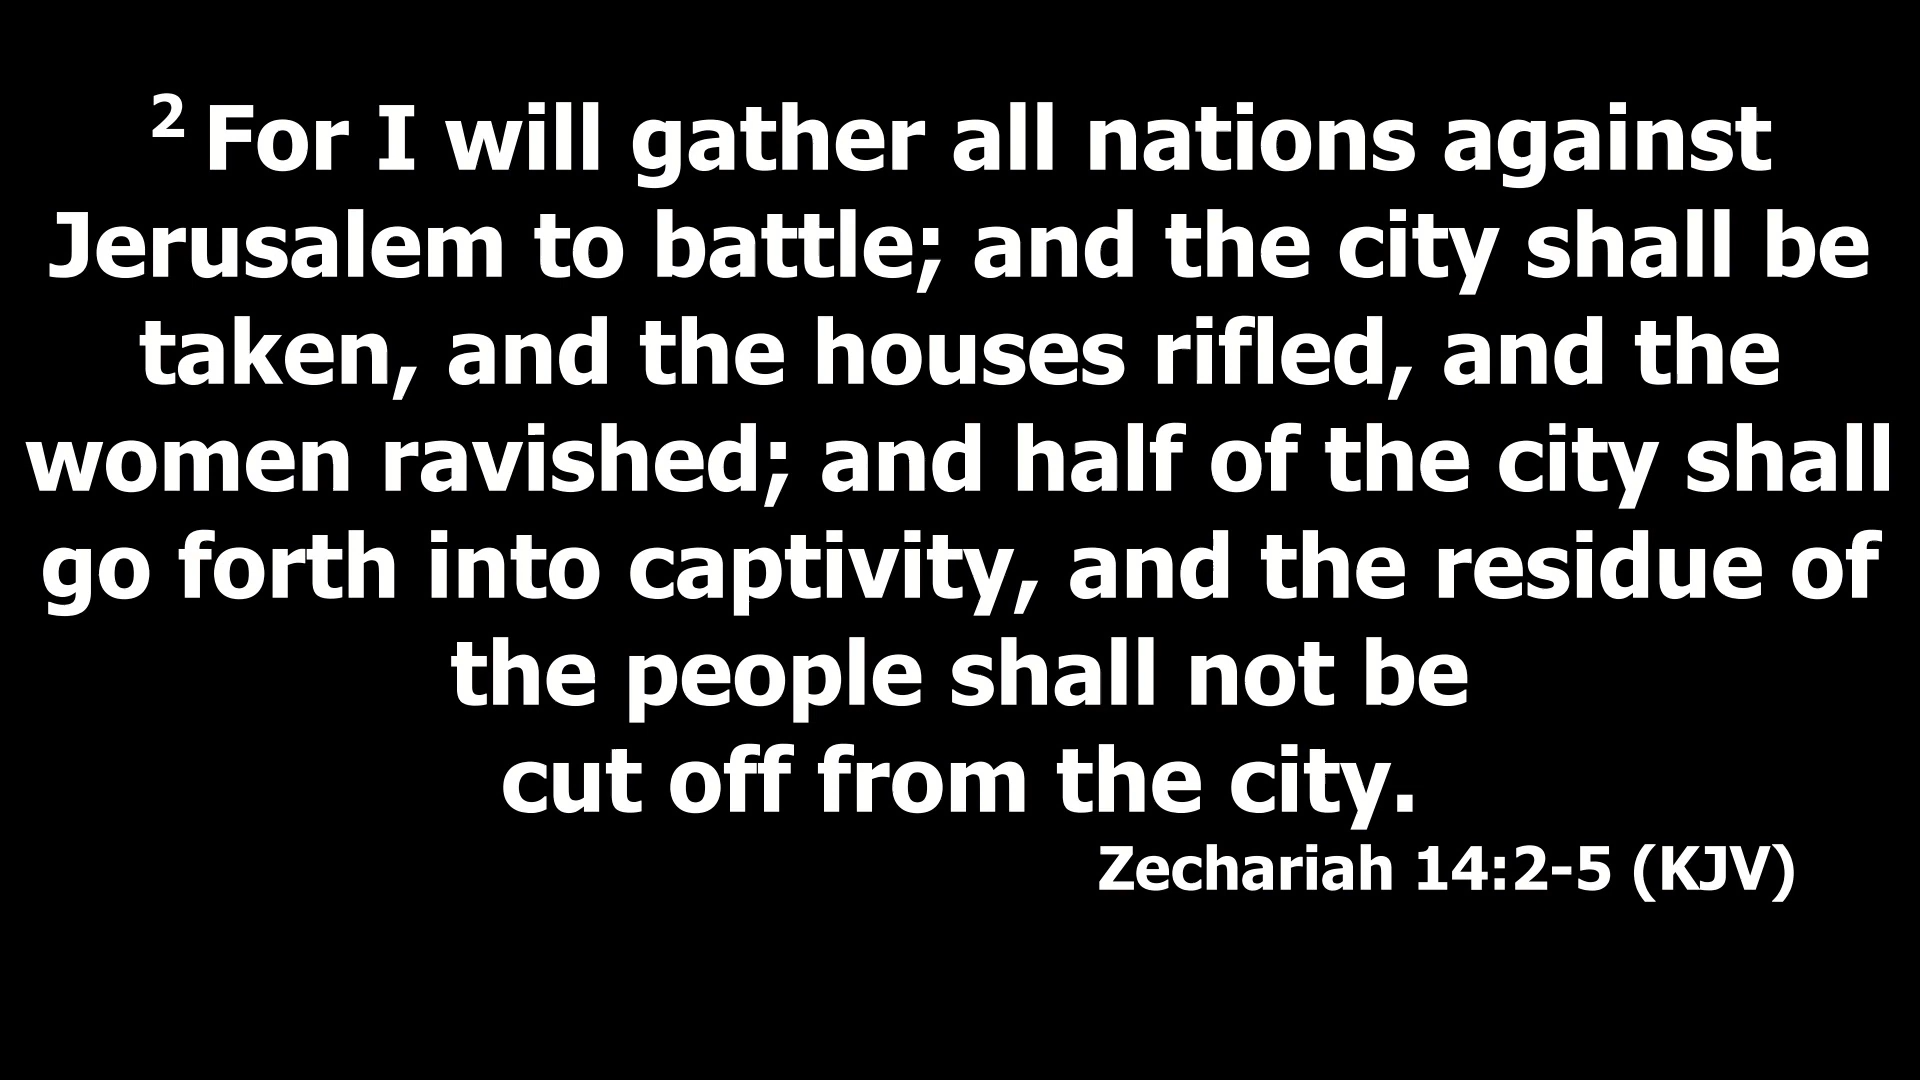 2 For I will gather all nations against
Jerusalem to battle; and the city shall be
taken, and the houses rifled, and the
women ravished; and half of the city shall
go forth into captivity, and the residue of
the people shall not be
cut off from the city.
Zechariah 14:2-5 (KJV)